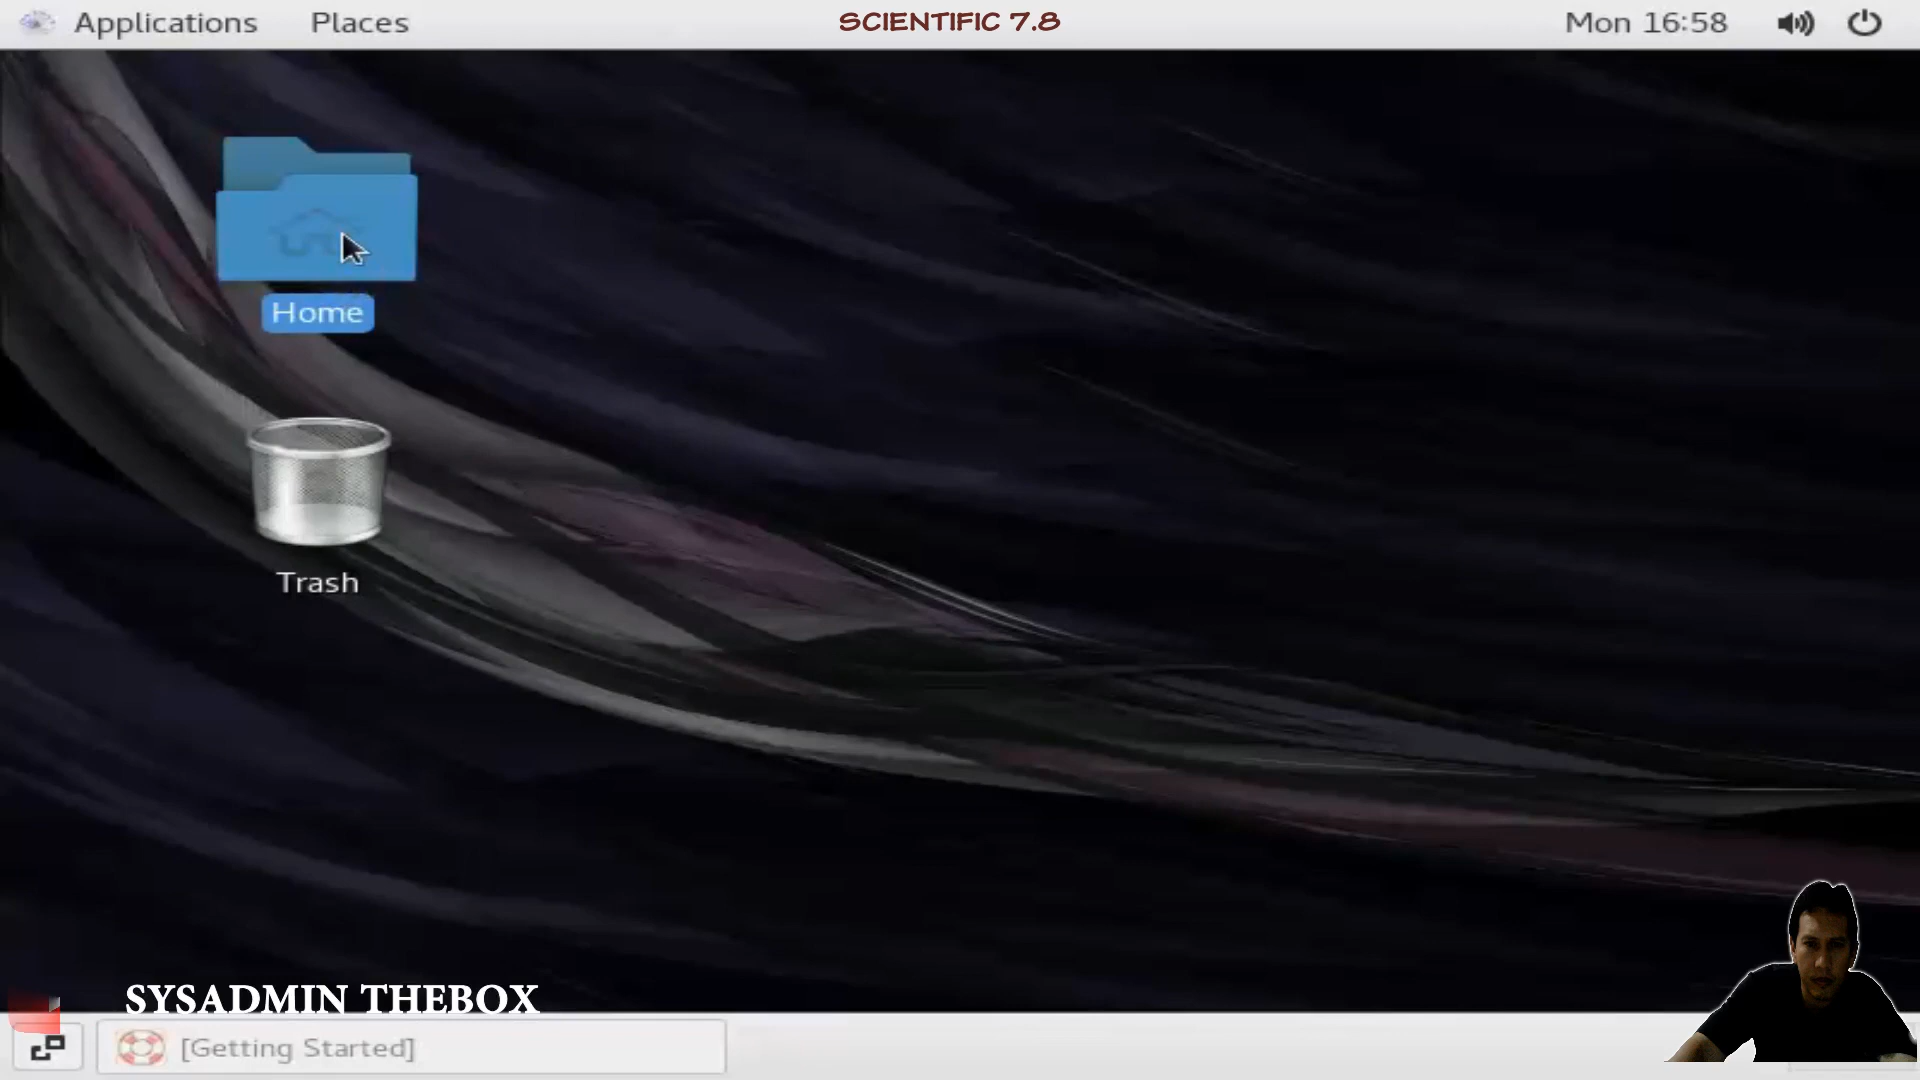 Applications Places SCIENTIFIC 7.8 Mon 16:58
Home
Trash
SYSADMIN THEBOX
[Getting Started]